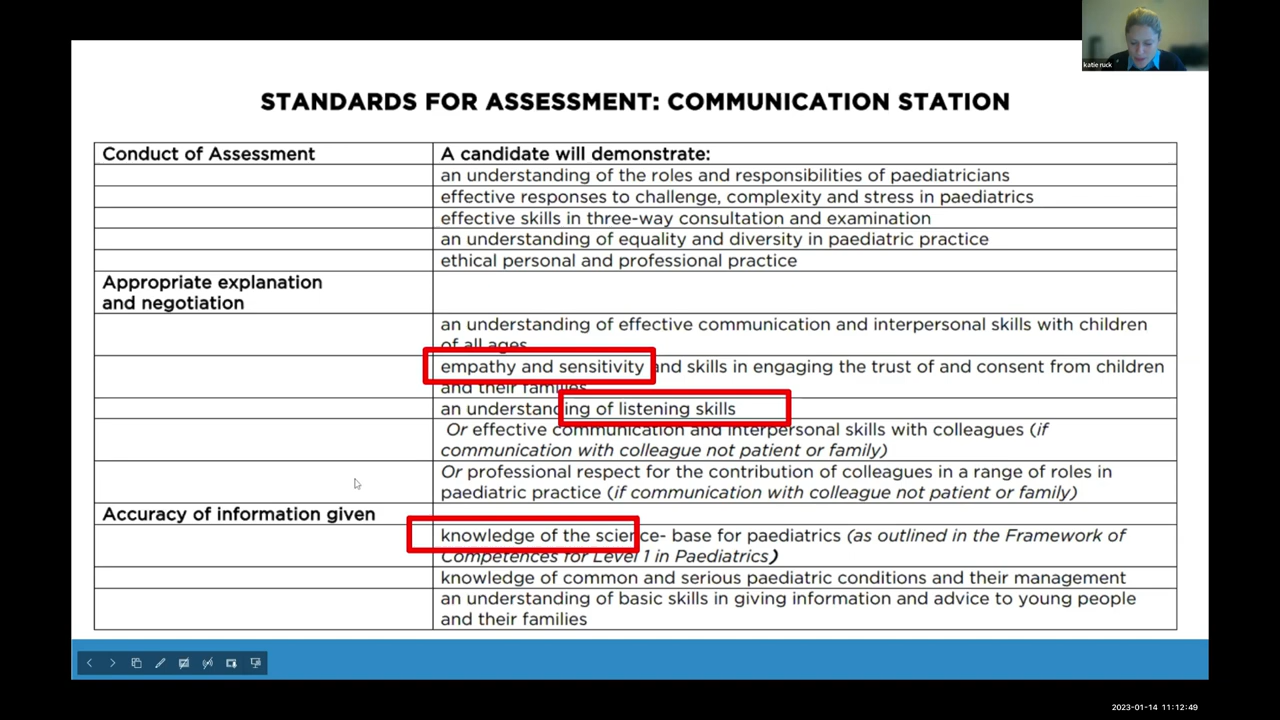 katie ruck
STANDARDS FOR ASSESSMENT: COMMUNICATION STATION
Conduct of Assessment
A candidate will demonstrate:
an understanding of the roles and responsibilities of paediatricians
effective responses to challenge, complexity and stress in paediatrics
effective skills in three-way consultation and examination
an understanding of equality and diversity in paediatric practice
ethical personal and professional practice
Appropriate explanation
and negotiation
an understanding of effective communication and interpersonal skills with children
of all ages
empathy and sensitivity and skills in engaging the trust of and consent from children
and their families
an understanding of listening skills
Or effective communication and interpersonal skills with colleagues (if
communication with colleague not patient or family)
Or professional respect for the contribution of colleagues in a range of roles in
paediatric practice (if communication with colleague not patient or family)
Accuracy of information given
knowledge of the science- base for paediatrics (as outlined in the Framework of
Competences for Level 1 in Paediatrics)
knowledge of common and serious paediatric conditions and their management
an understanding of basic skills in giving information and advice to young people
and their families
2023-01-14 11:12:49